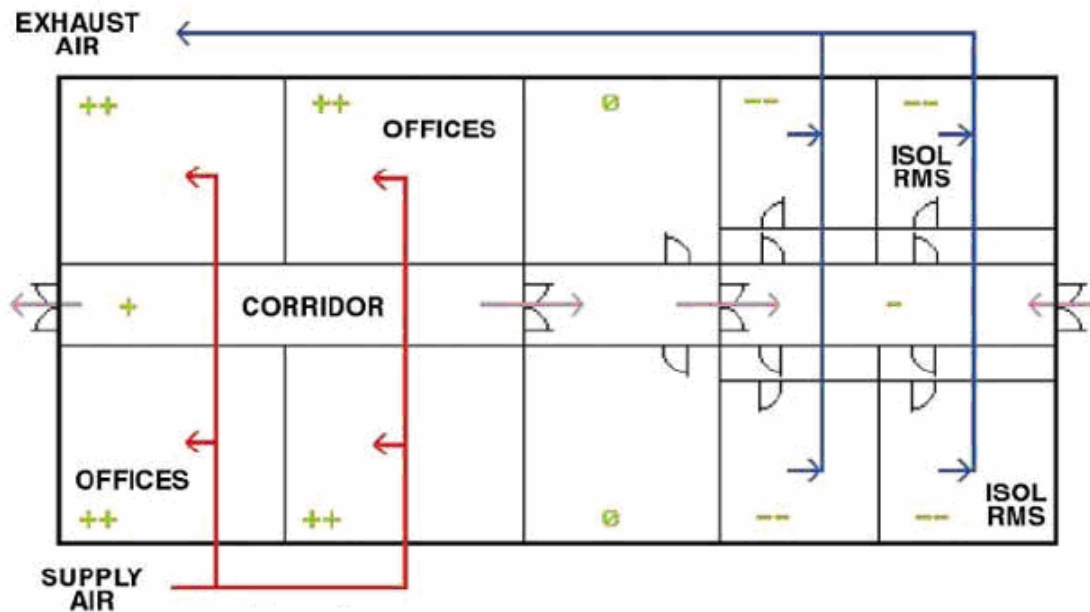 EXHAUST
AIR
++
++
Ø
--
--
OFFICES
ISOL
RMS
+
CORRIDOR
-
OFFICES
++
++
Ø
--
--
ISOL
RMS
SUPPLY
AIR